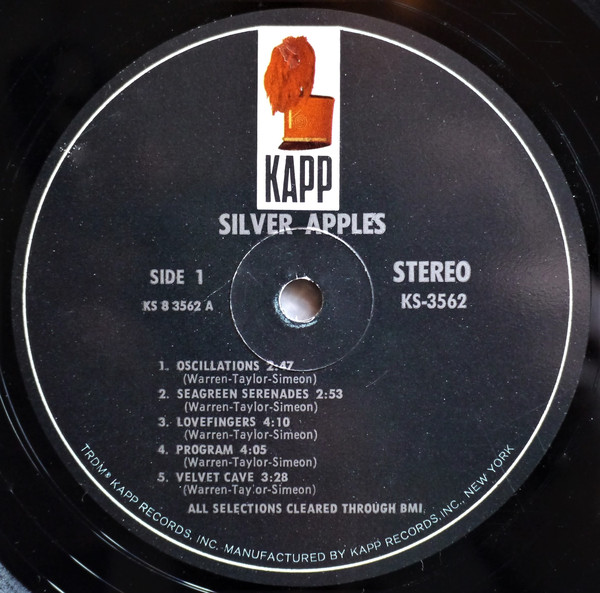 KAPP
SILVER APPLES
SIDE 1
KS 8 3562 A
STEREO
KS-3562
1. OSCILLATIONS 2:47
(Warren-Taylor-Simeon)
2. SEAGREEN SERENADES 2:53
(Warren-Taylor-Simeon)
3. LOVEFINGERS 4:10
(Warren-Taylor-Simeon)
4. PROGRAM 4:05
(Warren-Taylor-Simeon)
5. VELVET CAVE 3:28
(Warren-Taylor-Simeon)
ALL SELECTIONS CLEARED THROUGH BMI
TRDM® KAPP RECORDS, INC. MANUFACTURED BY KAPP RECORDS, INC., NEW YORK